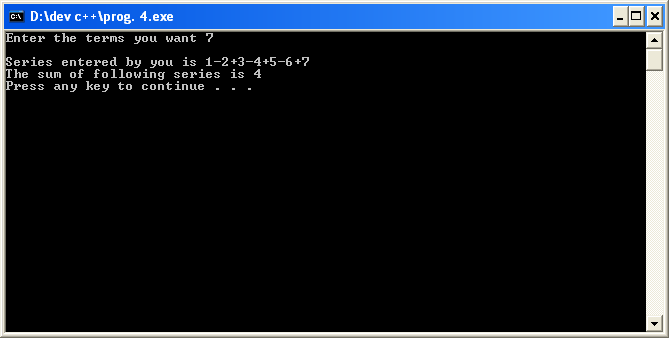 D:\dev c++\prog. 4.exe
Enter the terms you want 7
Series entered by you is 1-2+3-4+5-6+7
The sum of following series is 4
Press any key to continue . . .